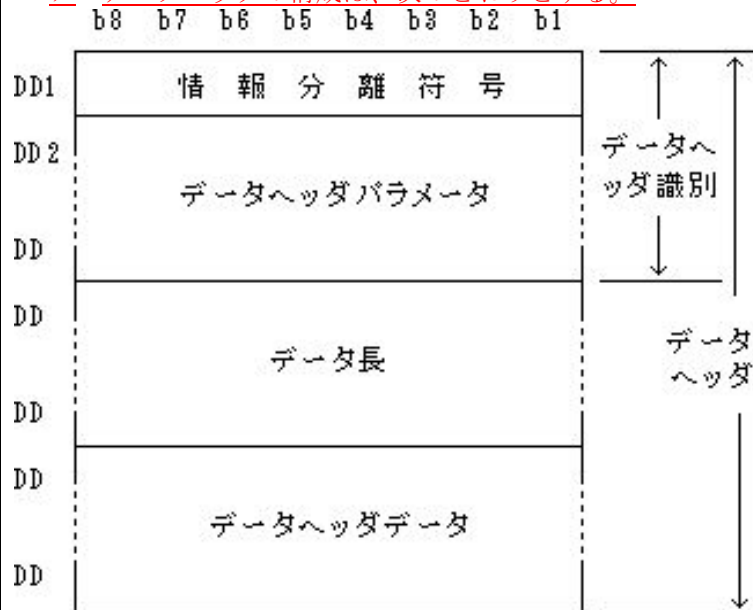 b8 b7 b6 b5 b4 b3 b2 b1
DD1 情報分離符号
DD2
データヘッダパラメータ
DD
データヘ
ッダ識別
DD
データ長
DD
データ
ヘッダ
DD
データヘッダデータ
DD